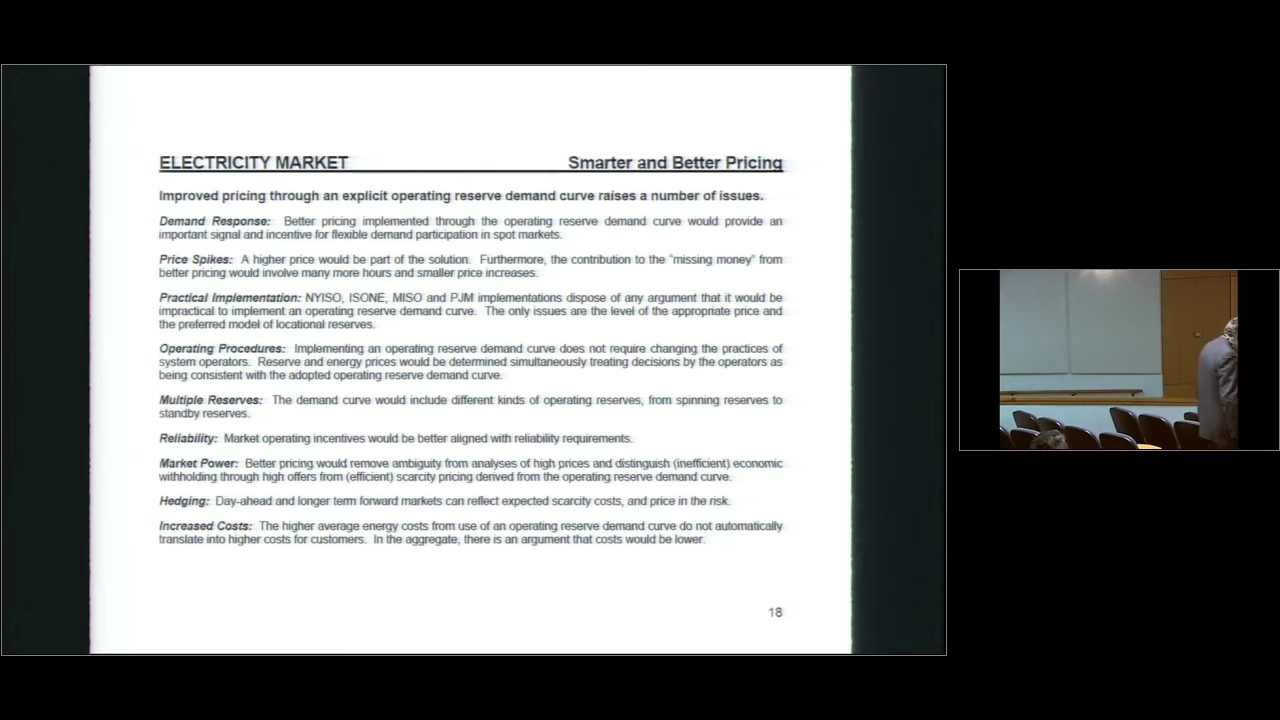 ELECTRICITY MARKET Smarter and Better Pricing
Improved pricing through an explicit operating reserve demand curve raises a number of issues.
Demand Response: Better pricing implemented through the operating reserve demand curve would provide an
important signal and incentive for flexible demand participation in spot markets.
Price Spikes: A higher price would be part of the solution. Furthermore, the contribution to the "missing money" from
better pricing would involve many more hours and smaller price increases.
Practical Implementation: NYISO, ISONE, MISO and PJM implementations dispose of any argument that it would be
impractical to implement an operating reserve demand curve. The only issues are the level of the appropriate price and
the preferred model of locational reserves.
Operating Procedures: Implementing an operating reserve demand curve does not require changing the practices of
system operators. Reserve and energy prices would be determined simultaneously treating decisions by the operators as
being consistent with the adopted operating reserve demand curve.
Multiple Reserves: The demand curve would include different kinds of operating reserves, from spinning reserves to
standby reserves.
Reliability: Market operating incentives would be better aligned with reliability requirements.
Market Power: Better pricing would remove ambiguity from analyses of high prices and distinguish (inefficient) economic
withholding through high offers from (efficient) scarcity pricing derived from the operating reserve demand curve.
Hedging: Day-ahead and longer term forward markets can reflect expected scarcity costs, and price in the risk.
Increased Costs: The higher average energy costs from use of an operating reserve demand curve do not automatically
translate into higher costs for customers. In the aggregate, there is an argument that costs would be lower.
18